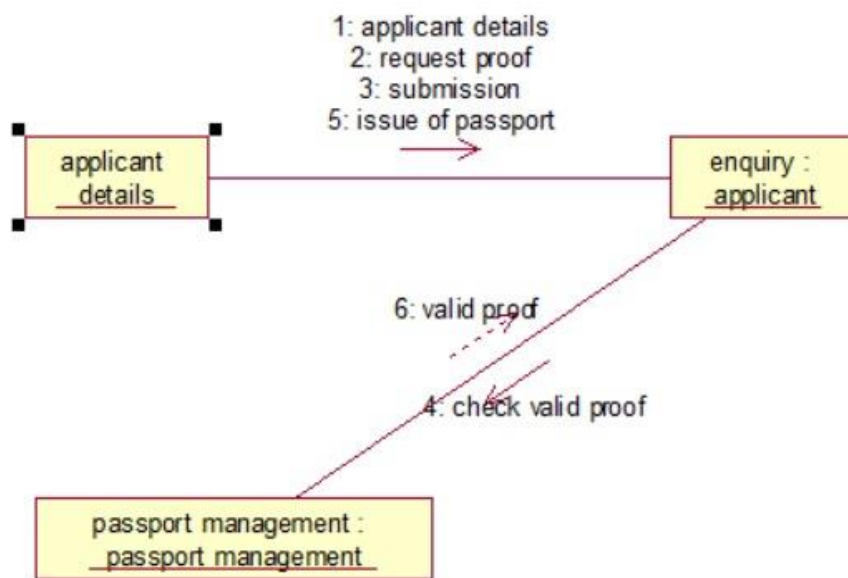 1: applicant details
2: request proof
3: submission
5: issue of passport
applicant
details
enquiry :
applicant
6: valid proof
4: check valid proof
passport management :
passport management